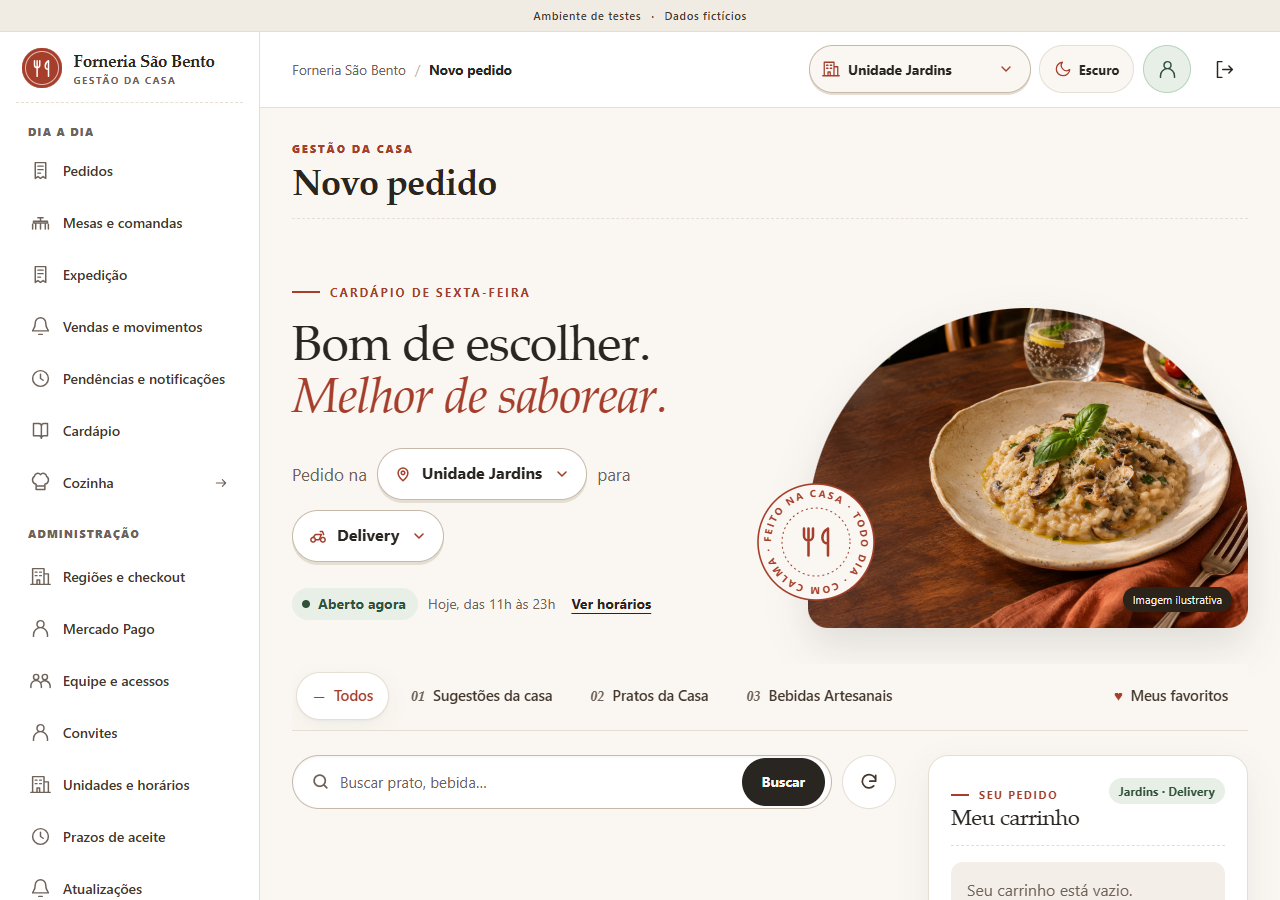 Ambiente de testes · Dados fictícios
Forneria São Bento
GESTÃO DA CASA
DIA A DIA
Pedidos
Mesas e comandas
Expedição
Vendas e movimentos
Pendências e notificações
Cardápio
Cozinha →
ADMINISTRAÇÃO
Regiões e checkout
Mercado Pago
Equipe e acessos
Convites
Unidades e horários
Prazos de aceite
Atualizações
Forneria São Bento / Novo pedido
Unidade Jardins
Escuro
GESTÃO DA CASA
Novo pedido
CARDÁPIO DE SEXTA-FEIRA
Bom de escolher.
Melhor de saborear.
Pedido na Unidade Jardins para
Delivery
Aberto agora Hoje, das 11h às 23h Ver horários
FEITO NA CASA · TODO DIA · COM CALMA ·
Imagem ilustrativa
— Todos 01 Sugestões da casa 02 Pratos da Casa 03 Bebidas Artesanais ♥ Meus favoritos
Buscar prato, bebida... Buscar
SEU PEDIDO
Jardins · Delivery
Meu carrinho
Seu carrinho está vazio.